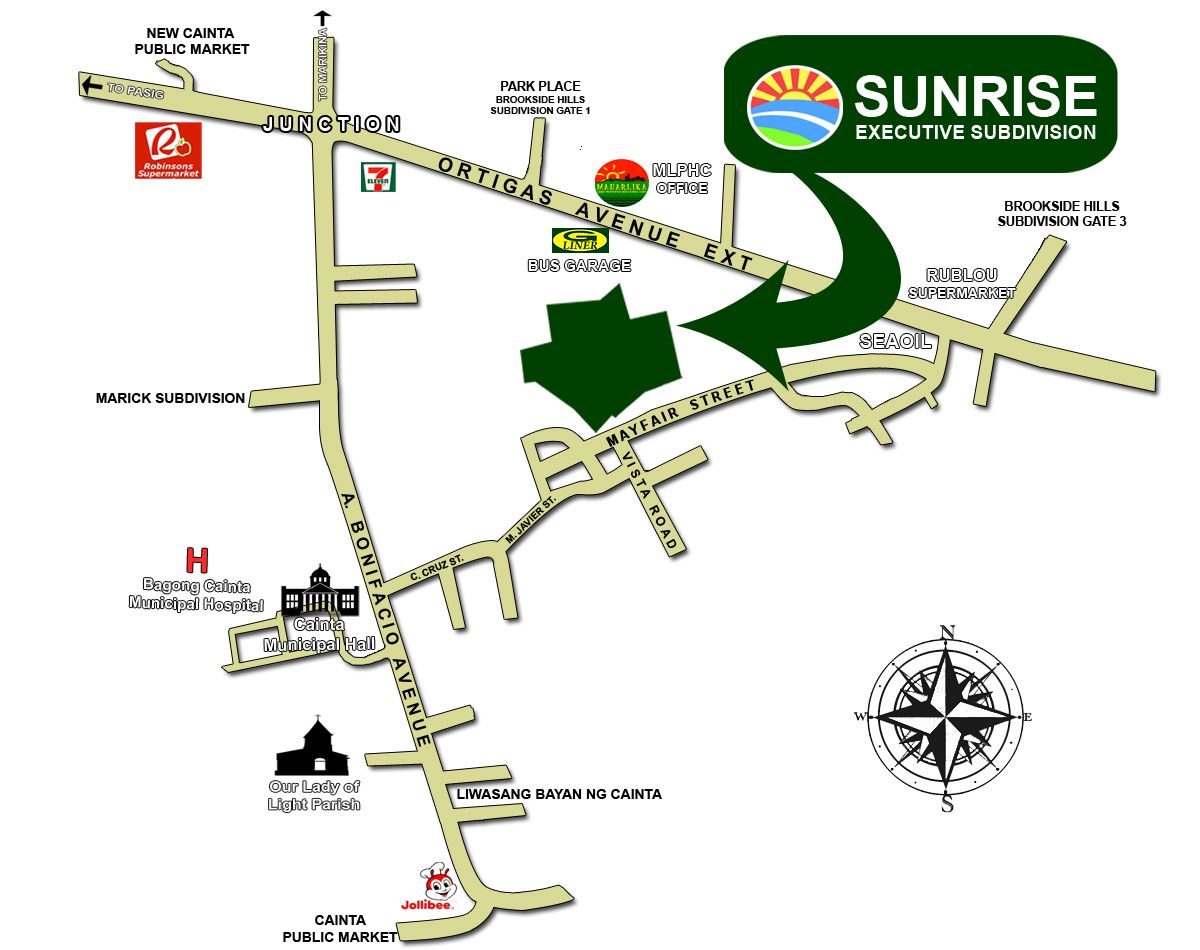 NEW CAINTA
PUBLIC MARKET
TO MARIKINA
TO PASIG
JUNCTION
R
Robinsons
Supermarket
7
ELEVEN
PARK PLACE
BROOKSIDE HILLS
SUBDIVISION GATE 1
ORTIGAS AVENUE EXT
MAHARLIKA
MLPHC
OFFICE
G
LINER
BUS GARAGE
SUNRISE
EXECUTIVE SUBDIVISION
BROOKSIDE HILLS
SUBDIVISION GATE 3
RUBLOU
SUPERMARKET
SEAOIL
MARICK SUBDIVISION
MAYFAIR STREET
VISTA ROAD
M. JAVIER ST.
C. CRUZ ST.
A. BONIFACIO AVENUE
H
Bagong Cainta
Municipal Hospital
Cainta
Municipal Hall
Our Lady of
Light Parish
LIWASANG BAYAN NG CAINTA
Jollibee
CAINTA
PUBLIC MARKET
N
W
E
S